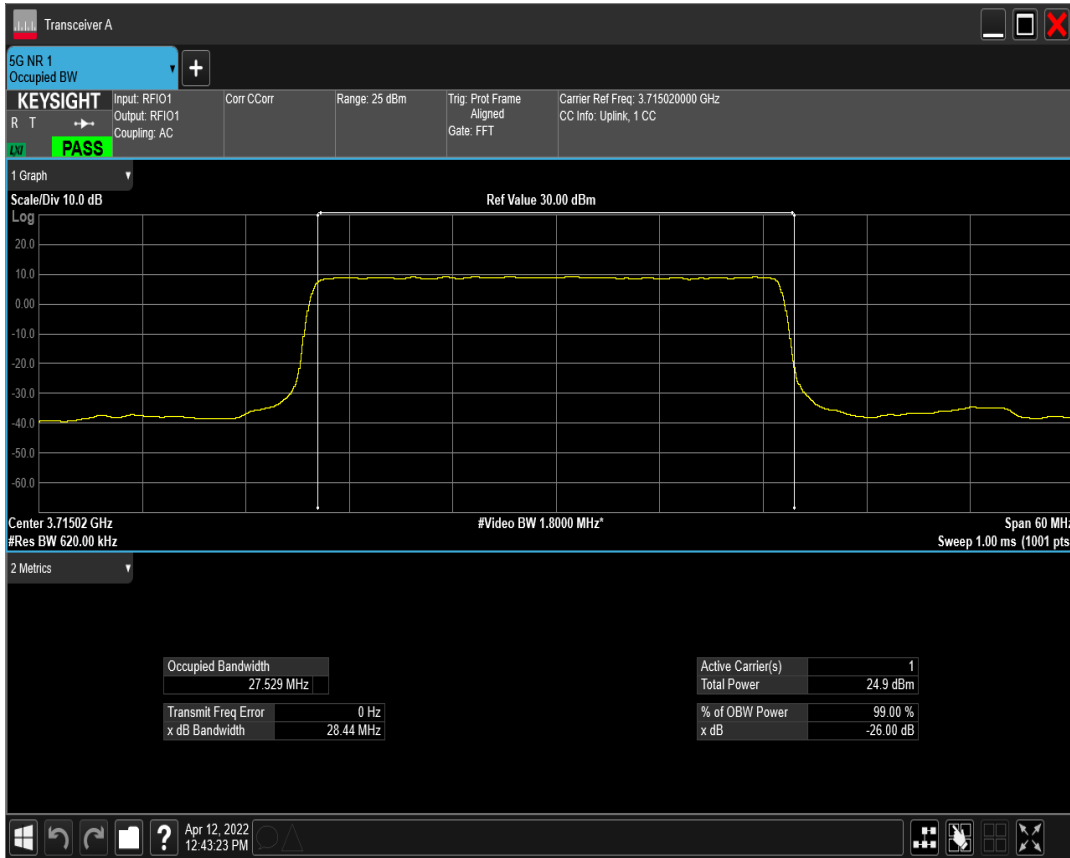 Transceiver A
5G NR 1
Occupied BW
KEYSIGHT
R T
LXI
PASS
Input: RFIO1
Output: RFIO1
Coupling: AC
Corr CCorr
Range: 25 dBm
Trig: Prot Frame
Aligned
Gate: FFT
Carrier Ref Freq: 3.715020000 GHz
CC Info: Uplink, 1 CC
1 Graph
Scale/Div 10.0 dB
Ref Value 30.00 dBm
Log
20.0
10.0
0.00
-10.0
-20.0
-30.0
-40.0
-50.0
-60.0
Center 3.71502 GHz
#Video BW 1.8000 MHz*
Span 60 MHz
#Res BW 620.00 kHz
Sweep 1.00 ms (1001 pts
2 Metrics
Occupied Bandwidth
27.529 MHz
Transmit Freq Error 0 Hz
x dB Bandwidth 28.44 MHz
Active Carrier(s) 1
Total Power 24.9 dBm
% of OBW Power 99.00 %
x dB -26.00 dB
?
Apr 12, 2022
12:43:23 PM